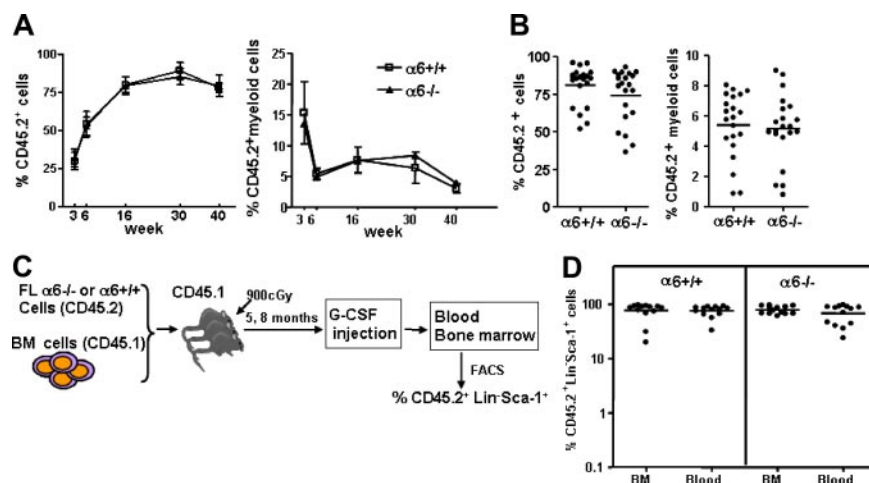 A
% CD45.2+ cells
100
75
50
25
0
3 6 16 30 40
week
% CD45.2+myeloid cells
25
20
15
10
5
0
3 6 16 30 40
week
α6+/+
α6-/-
B
% CD45.2 + cells
100
75
50
25
0
α6+/+ α6-/-
% CD45.2 + myeloid cells
10
8
6
4
2
0
α6+/+ α6-/-
C
FL α6-/- or α6+/+
Cells (CD45.2)
BM cells (CD45.1)
CD45.1
900cGy
5, 8 months
G-CSF
injection
Blood
Bone marrow
FACS
% CD45.2+ Lin-Sca-1+
D
% CD45.2+Lin-Sca-1+ cells
α6+/+ α6-/-
100
10
1
0.1
BM Blood BM Blood